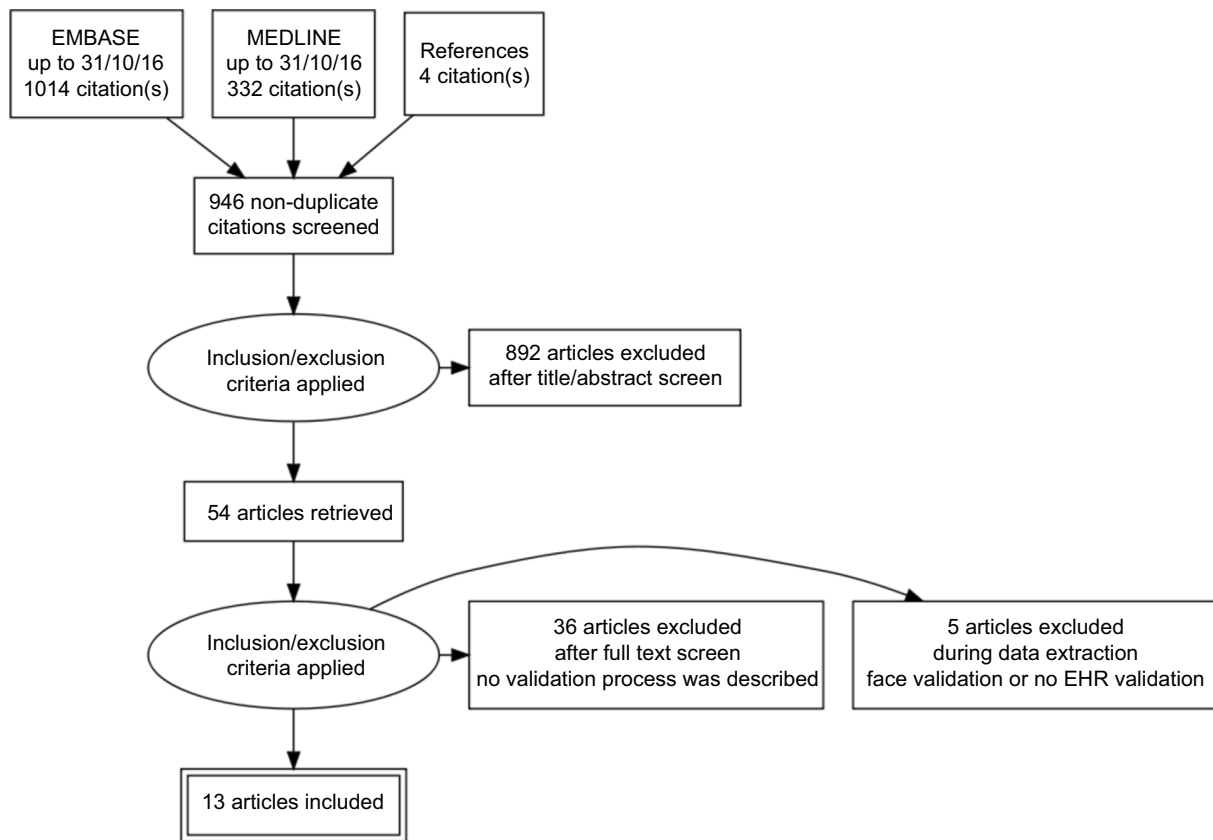 EMBASE
up to 31/10/16
1014 citation(s)
MEDLINE
up to 31/10/16
332 citation(s)
References
4 citation(s)
946 non-duplicate
citations screened
Inclusion/exclusion
criteria applied
892 articles excluded
after title/abstract screen
54 articles retrieved
Inclusion/exclusion
criteria applied
36 articles excluded
after full text screen
no validation process was described
5 articles excluded
during data extraction
face validation or no EHR validation
13 articles included